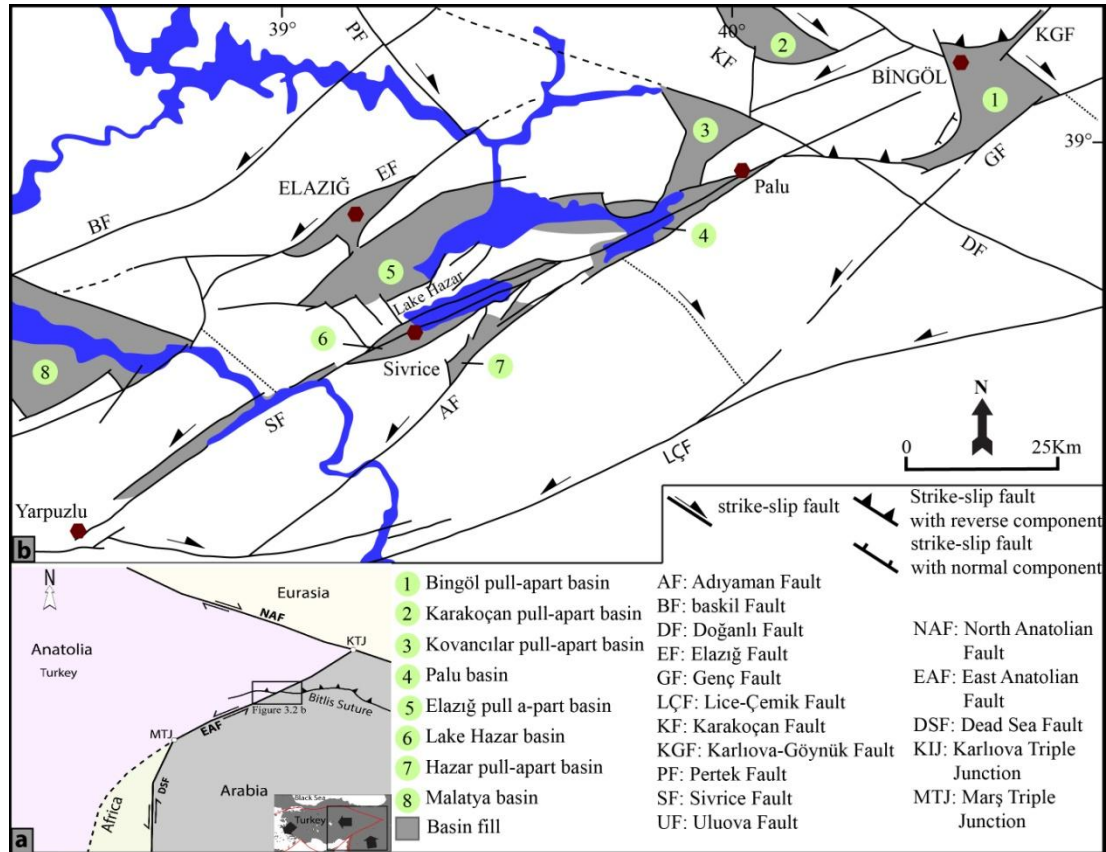 39°
PF
40°
KF
2
KGF
BİNGÖL
1
3
39°
GF
EF
ELAZIĞ
Palu
BF
4
DF
5
Lake Hazar
6
Sivrice
7
8
SF
AF
LÇF
N
0 25Km
Yarpuzlu
b
strike-slip fault
Strike-slip fault
with reverse component
strike-slip fault
with normal component
N
Eurasia
NAF
KTJ
Anatolia
Turkey
Bitlis Suture
Figure 3.2 b
EAF
MTJ
DSF
Africa
Arabia
Black Sea
Turkey
a
1 Bingöl pull-apart basin
2 Karakoçan pull-apart basin
3 Kovancılar pull-apart basin
4 Palu basin
5 Elazığ pull a-part basin
6 Lake Hazar basin
7 Hazar pull-apart basin
8 Malatya basin
Basin fill
AF: Adıyaman Fault
BF: baskil Fault
DF: Doğanlı Fault
EF: Elazığ Fault
GF: Genç Fault
LÇF: Lice-Çemik Fault
KF: Karakoçan Fault
KGF: Karlıova-Göynük Fault
PF: Pertek Fault
SF: Sivrice Fault
UF: Uluova Fault
NAF: North Anatolian
Fault
EAF: East Anatolian
Fault
DSF: Dead Sea Fault
KIJ: Karlıova Triple
Junction
MTJ: Marş Triple
Junction